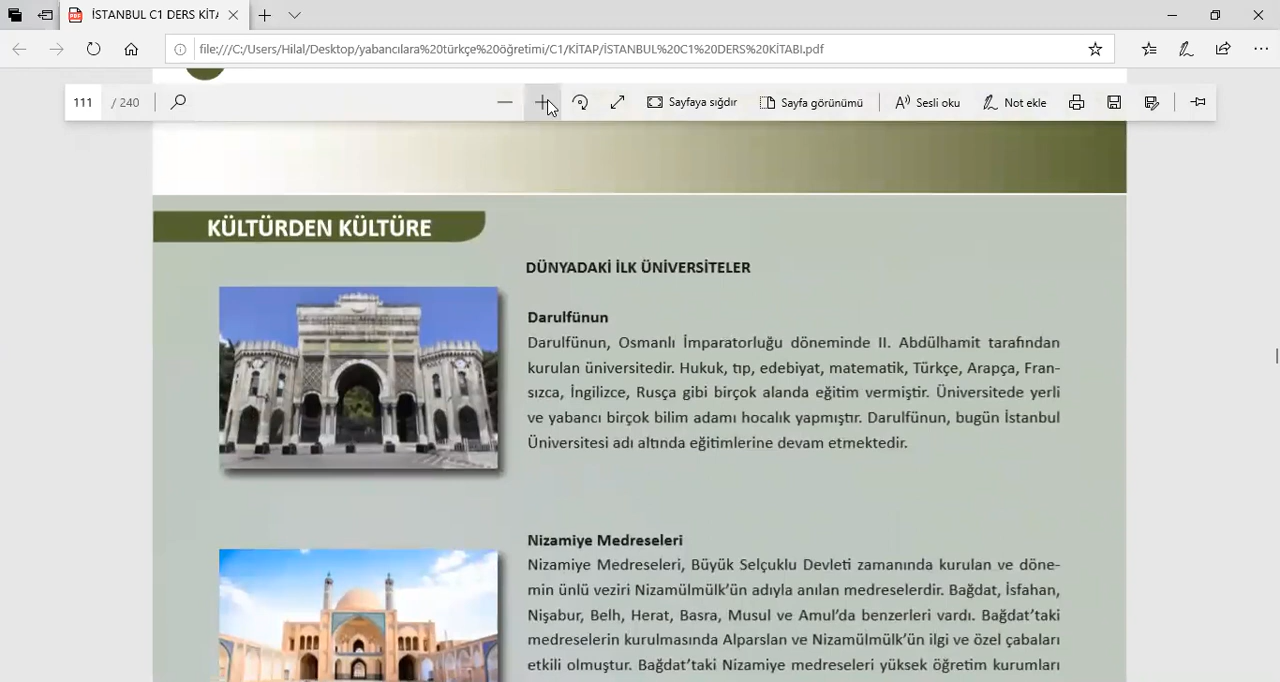 İSTANBUL C1 DERS KİTA
file:///C:/Users/Hilal/Desktop/yabancılara%20türkçe%20öğretimi/C1/KİTAP/İSTANBUL%20C1%20DERS%20KİTABI.pdf
111 / 240 Sayfaya sığdır Sayfa görünümü Sesli oku Not ekle
KÜLTÜRDEN KÜLTÜRE
DÜNYADAKİ İLK ÜNİVERSİTELER
Darulfünun
Darulfünun, Osmanlı İmparatorluğu döneminde II. Abdülhamit tarafından
kurulan üniversitedir. Hukuk, tıp, edebiyat, matematik, Türkçe, Arapça, Fran-
sızca, İngilizce, Rusça gibi birçok alanda eğitim vermiştir. Üniversitede yerli
ve yabancı birçok bilim adamı hocalık yapmıştır. Darulfünun, bugün İstanbul
Üniversitesi adı altında eğitimlerine devam etmektedir.
Nizamiye Medreseleri
Nizamiye Medreseleri, Büyük Selçuklu Devleti zamanında kurulan ve döne-
min ünlü veziri Nizamülmülk'ün adıyla anılan medreselerdir. Bağdat, İsfahan,
Nişabur, Belh, Herat, Basra, Musul ve Amul'da benzerleri vardı. Bağdat'taki
medreselerin kurulmasında Alparslan ve Nizamülmülk'ün ilgi ve özel çabaları
etkili olmuştur. Bağdat'taki Nizamiye medreseleri yüksek öğretim kurumları